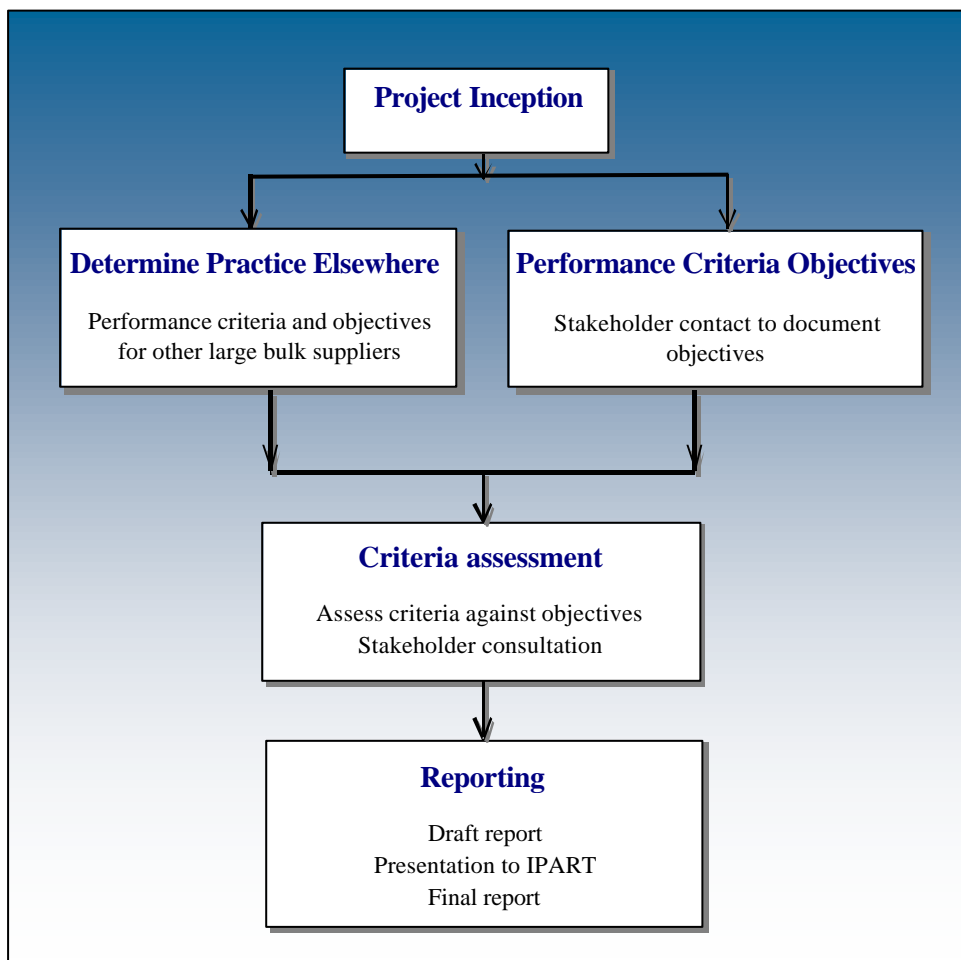 Project Inception
Determine Practice Elsewhere
Performance criteria and objectives
for other large bulk suppliers
Performance Criteria Objectives
Stakeholder contact to document
objectives
Criteria assessment
Assess criteria against objectives
Stakeholder consultation
Reporting
Draft report
Presentation to IPART
Final report